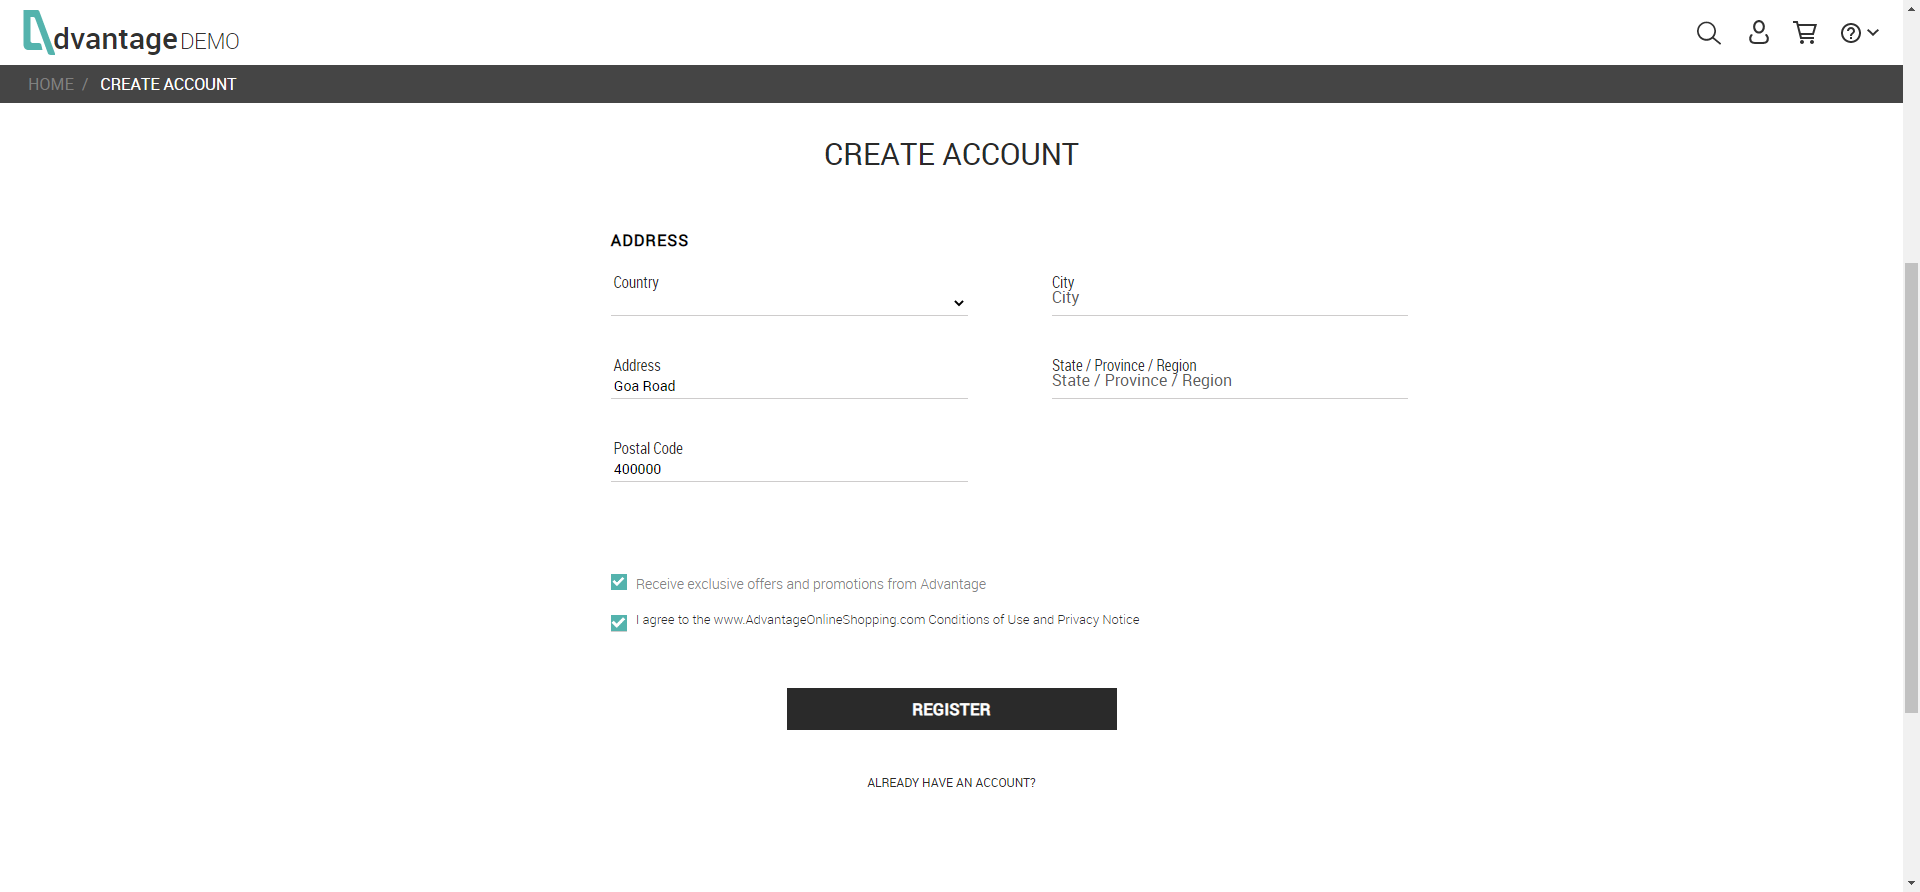 dvantage DEMO
HOME / CREATE ACCOUNT
CREATE ACCOUNT
ADDRESS
Country
City
City
Address
Goa Road
State / Province / Region
State / Province / Region
Postal Code
400000
Receive exclusive offers and promotions from Advantage
I agree to the www.AdvantageOnlineShopping.com Conditions of Use and Privacy Notice
REGISTER
ALREADY HAVE AN ACCOUNT?